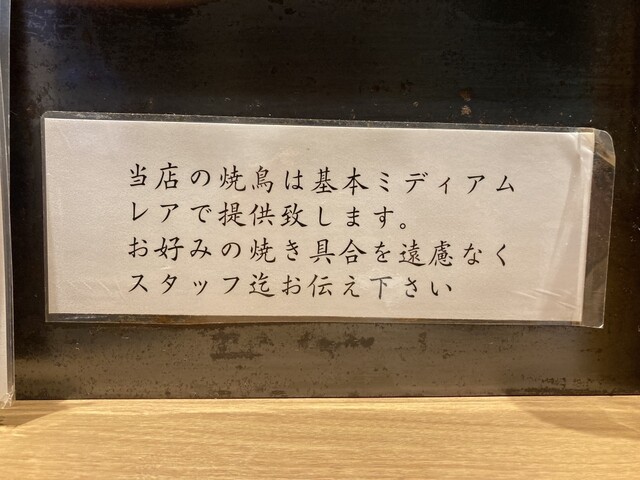 当店の焼鳥は基本ミディアム
レアで提供致します。
お好みの焼き具合を遠慮なく
スタッフ迄お伝え下さい